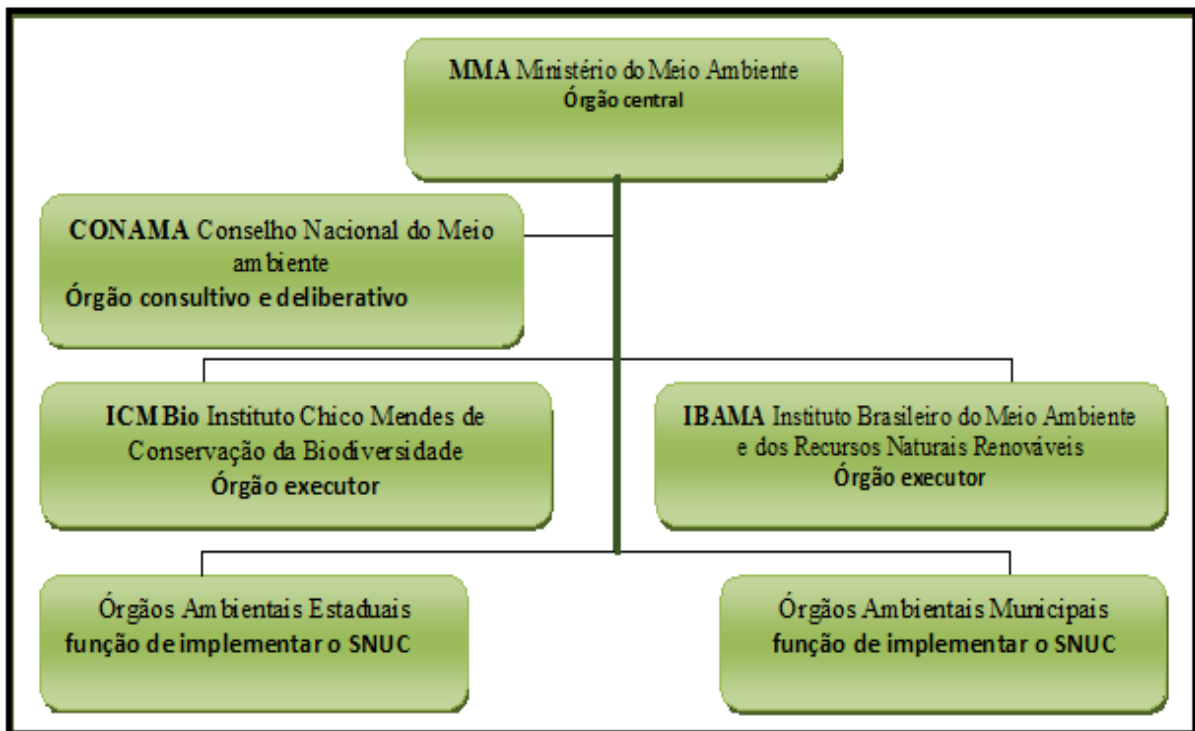 MMA Ministério do Meio Ambiente
Órgão central
CONAMA Conselho Nacional do Meio
ambiente
Órgão consultivo e deliberativo
ICMBio Instituto Chico Mendes de
Conservação da Biodiversidade
Órgão executor
IBAMA Instituto Brasileiro do Meio Ambiente
e dos Recursos Naturais Renováveis
Órgão executor
Órgãos Ambientais Estaduais
função de implementar o SNUC
Órgãos Ambientais Municipais
função de implementar o SNUC